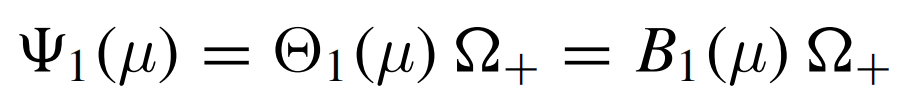 Ψ₁(μ) = Θ₁(μ) Ω₊ = B₁(μ) Ω₊